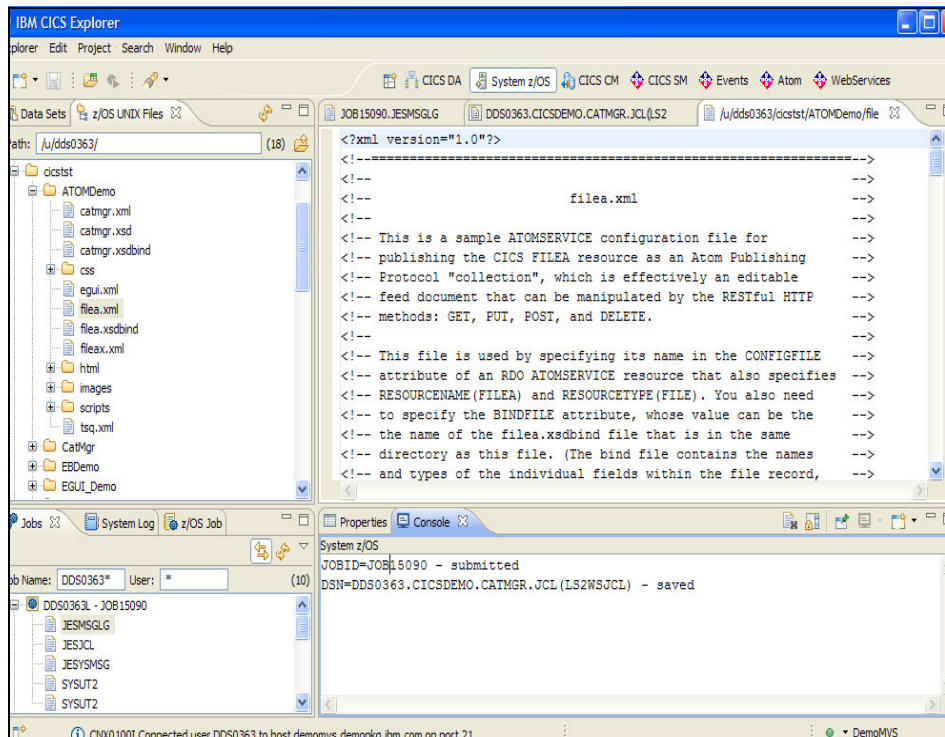 IBM CICS Explorer
xplorer Edit Project Search Window Help
CICS DA System z/OS CICS CM CICS SM Events Atom WebServices
Data Sets z/OS UNIX Files
Path: /u/dds0363/ (18)
cicstst
ATOMDemo
catmgr.xml
catmgr.xsd
catmgr.xsdbind
css
egui.xml
filea.xml
filea.xsdbind
fileax.xml
html
images
scripts
tsq.xml
CatMgr
EBDemo
EGUI_Demo
JOB15090.JESMSGLG DDS0363.CICSDEMO.CATMGR.JCL(LS2 /u/dds0363/cicstst/ATOMDemo/file
<?xml version="1.0"?>
<!--==============================================================-->
<!-- -->
<!-- filea.xml -->
<!-- -->
<!-- This is a sample ATOMSERVICE configuration file for -->
<!-- publishing the CICS FILEA resource as an Atom Publishing -->
<!-- Protocol "collection", which is effectively an editable -->
<!-- feed document that can be manipulated by the RESTful HTTP -->
<!-- methods: GET, PUT, POST, and DELETE. -->
<!-- -->
<!-- This file is used by specifying its name in the CONFIGFILE -->
<!-- attribute of an RDO ATOMSERVICE resource that also specifies -->
<!-- RESOURCENAME(FILEA) and RESOURCETYPE(FILE). You also need -->
<!-- to specify the BINDFILE attribute, whose value can be the -->
<!-- the name of the filea.xsdbind file that is in the same -->
<!-- directory as this file. (The bind file contains the names -->
<!-- and types of the individual fields within the file record, -->
Jobs System Log z/OS Job
ob Name: DDS0363* User: * (10)
DDS0363L - JOB15090
JESMSGLG
JESJCL
JESYSMSG
SYSUT2
SYSUT2
Properties Console
System z/OS
JOBID=JOB15090 - submitted
DSN=DDS0363.CICSDEMO.CATMGR.JCL(LS2WSJCL) - saved
CNX0100I Connected user DDS0363 to host demomvs.demopkg.ibm.com on port 21
DemoMVS